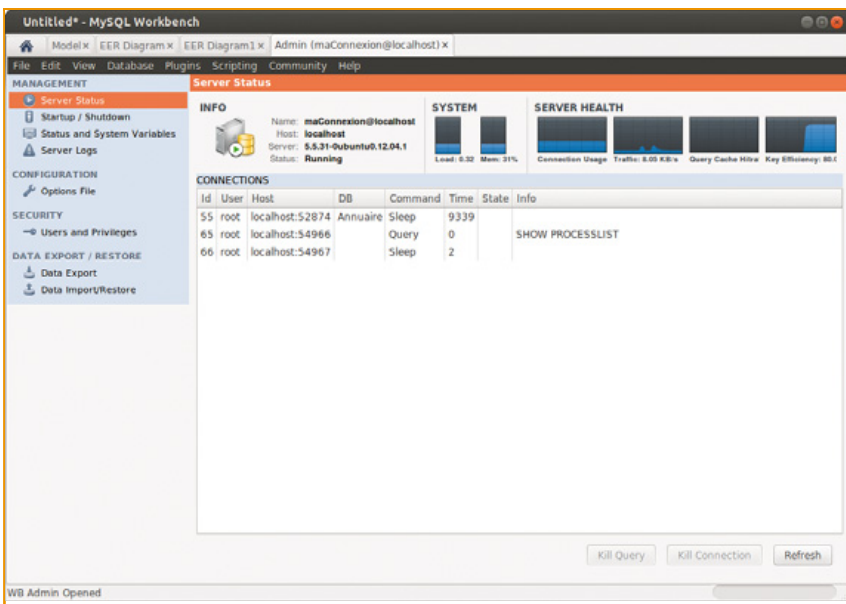 Untitled* - MySQL Workbench
Model × EER Diagram × EER Diagram1 × Admin (maConnexion@localhost) ×
File Edit View Database Plugins Scripting Community Help
MANAGEMENT
Server Status
Startup / Shutdown
Status and System Variables
Server Logs
CONFIGURATION
Options File
SECURITY
Users and Privileges
DATA EXPORT / RESTORE
Data Export
Data Import/Restore
Server Status
INFO
Name: maConnexion@localhost
Host: localhost
Server: 5.5.31-0ubuntu0.12.04.1
Status: Running
SYSTEM
Load: 0.32 Mem: 31%
SERVER HEALTH
Connection Usage Traffic: 8.05 KB/s Query Cache Hitra Key Efficiency: 80.(
CONNECTIONS
Id User Host DB Command Time State Info
55 root localhost:52874 Annuaire Sleep 9339
65 root localhost:54966 Query 0 SHOW PROCESSLIST
66 root localhost:54967 Sleep 2
Kill Query Kill Connection Refresh
WB Admin Opened